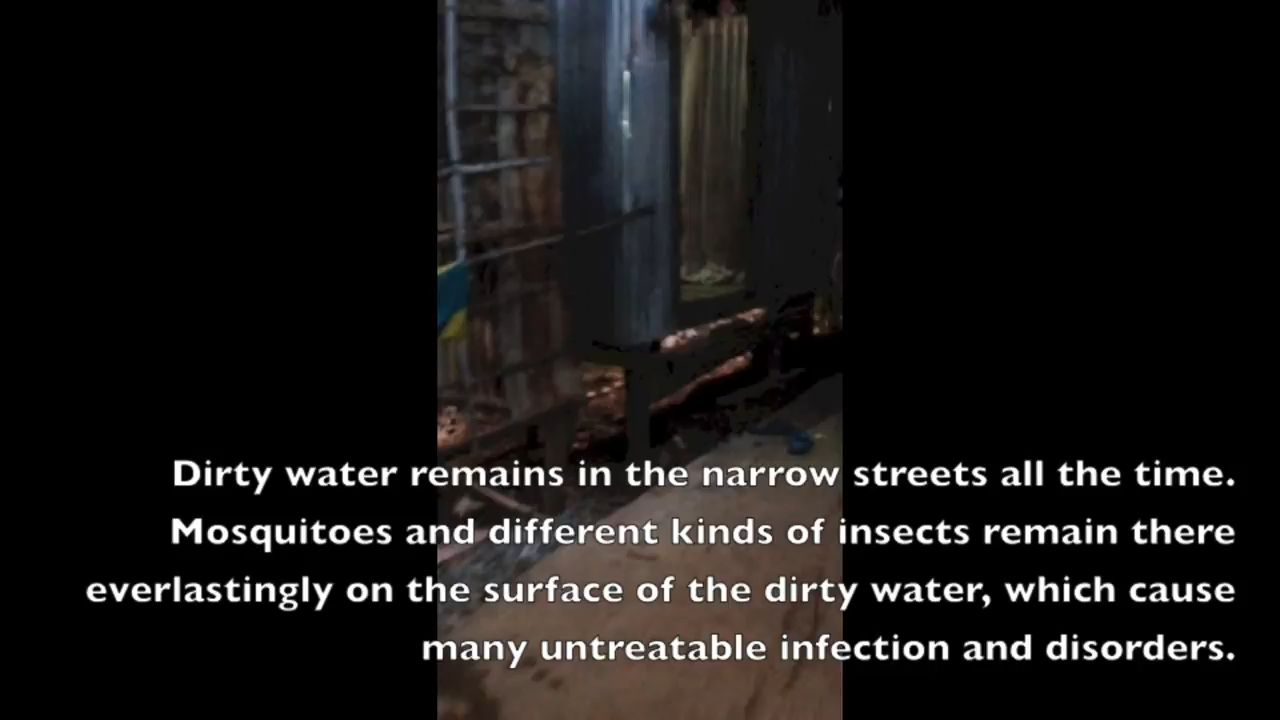 Dirty water remains in the narrow streets all the time.
Mosquitoes and different kinds of insects remain there
everlastingly on the surface of the dirty water, which cause
many untreatable infection and disorders.